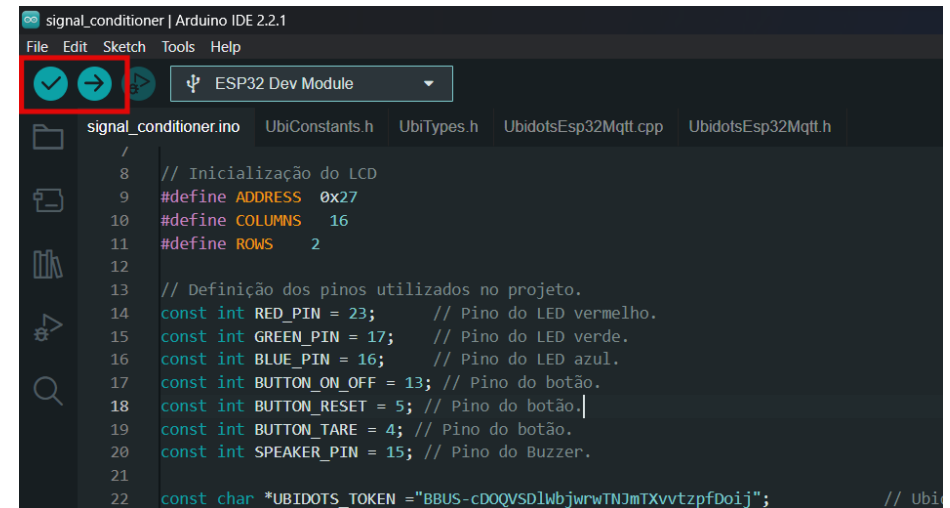 signal_conditioner | Arduino IDE 2.2.1
File Edit Sketch Tools Help
ESP32 Dev Module
signal_conditioner.ino UbiConstants.h UbiTypes.h UbidotsEsp32Mqtt.cpp UbidotsEsp32Mqtt.h
7
8 // Inicialização do LCD
9 #define ADDRESS 0x27
10 #define COLUMNS 16
11 #define ROWS 2
12
13 // Definição dos pinos utilizados no projeto.
14 const int RED_PIN = 23; // Pino do LED vermelho.
15 const int GREEN_PIN = 17; // Pino do LED verde.
16 const int BLUE_PIN = 16; // Pino do LED azul.
17 const int BUTTON_ON_OFF = 13; // Pino do botão.
18 const int BUTTON_RESET = 5; // Pino do botão.
19 const int BUTTON_TARE = 4; // Pino do botão.
20 const int SPEAKER_PIN = 15; // Pino do Buzzer.
21
22 const char *UBIDOTS_TOKEN ="BBUS-cDOQVSDlWbjwrwTNJmTXvvtzpfDoij"; // Ubid